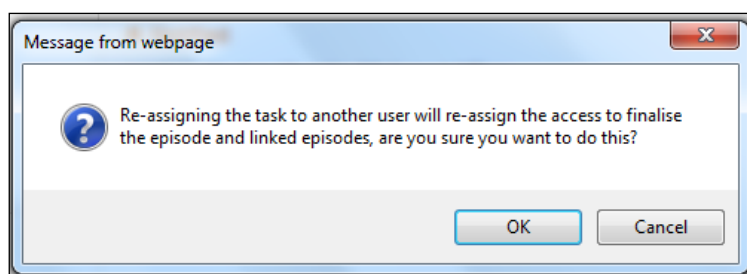 Message from webpage
Re-assigning the task to another user will re-assign the access to finalise
the episode and linked episodes, are you sure you want to do this?
OK
Cancel